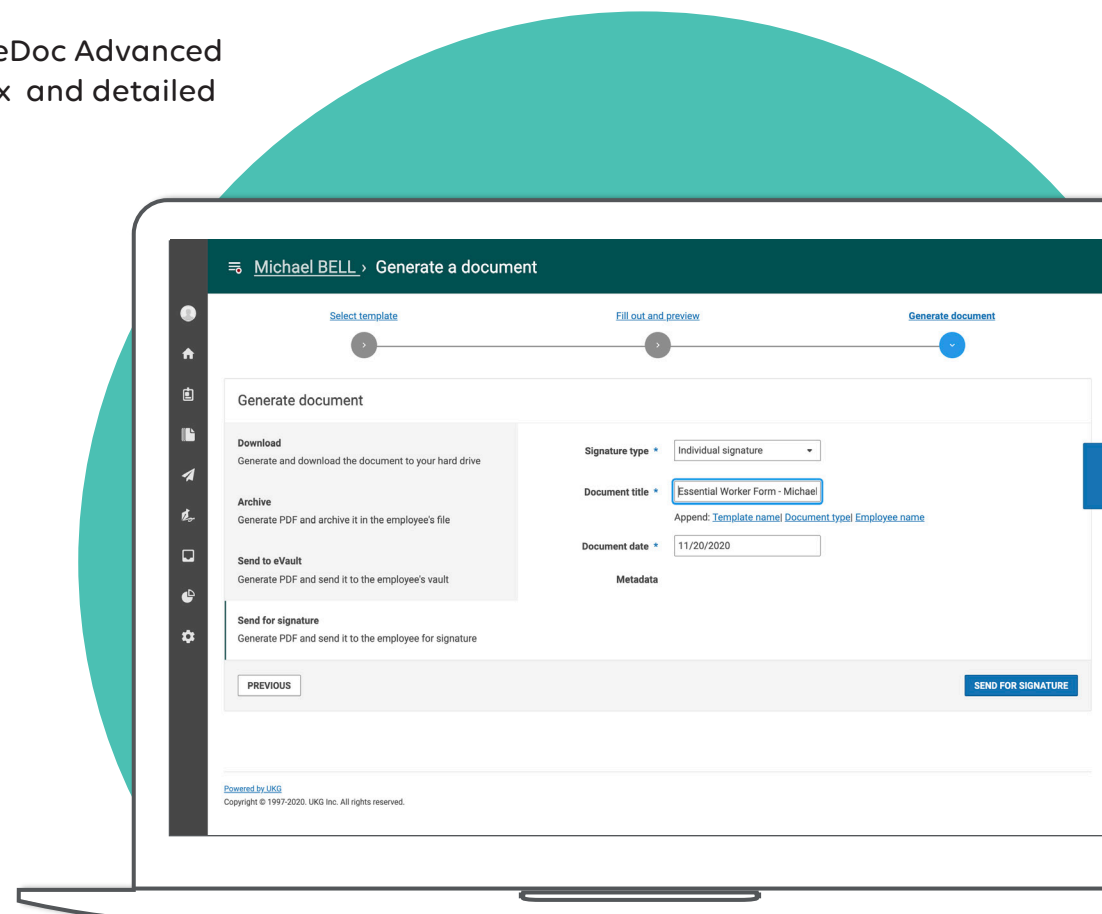 eDoc Advanced
x and detailed
Michael BELL › Generate a document
Select template
Fill out and preview
Generate document
Generate document
Download
Generate and download the document to your hard drive
Archive
Generate PDF and archive it in the employee's file
Send to eVault
Generate PDF and send it to the employee's vault
Send for signature
Generate PDF and send it to the employee for signature
Signature type * Individual signature
Document title * Essential Worker Form - Michael
Append: Template name| Document type| Employee name
Document date * 11/20/2020
Metadata
PREVIOUS
SEND FOR SIGNATURE
Powered by UKG
Copyright © 1997-2020. UKG Inc. All rights reserved.